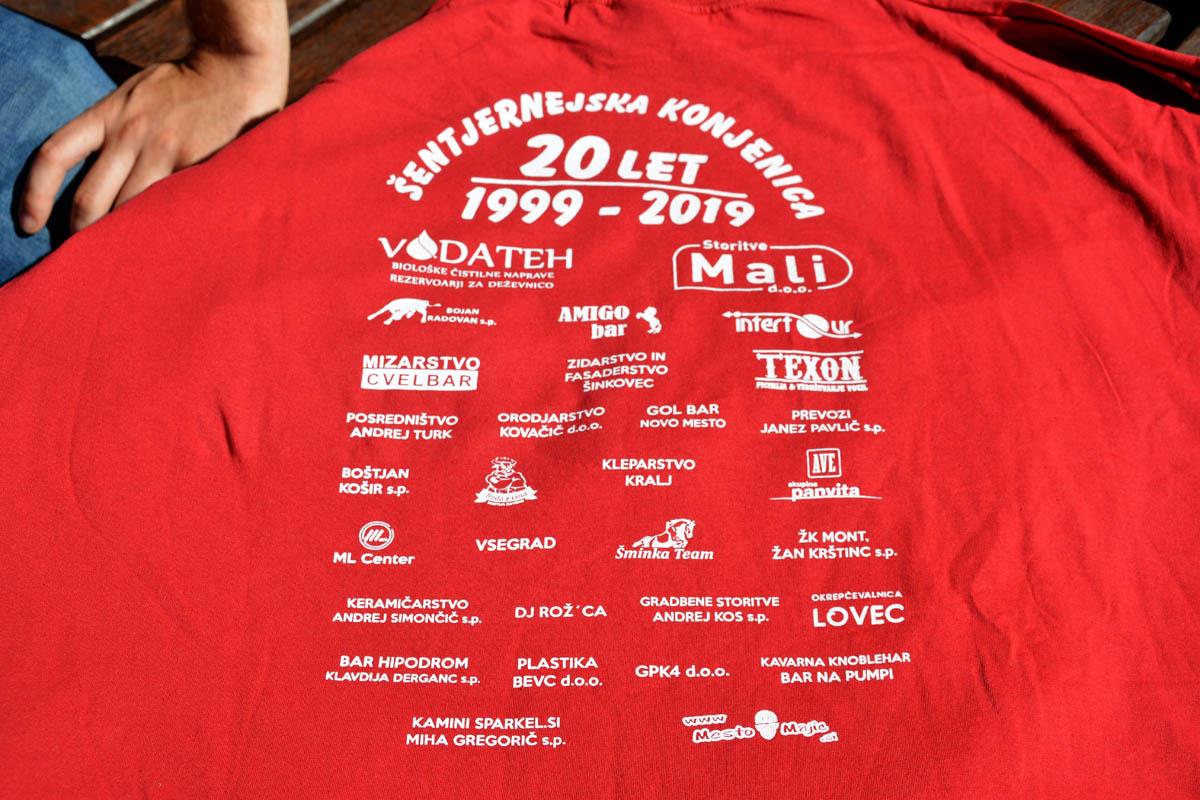 ŠENTJERNEJSKA KONJENICA
20 LET
1999 - 2019
VODATEH
BIOLOŠKE ČISTILNE NAPRAVE
REZERVOARJI ZA DEŽEVNICO
Storitve
Mali
d.o.o.
BOJAN
RADOVAN s.p.
AMIGO
bar
intertour
MIZARSTVO
CVELBAR
ZIDARSTVO IN
FASADERSTVO
ŠINKOVEC
TEXON
POSREDNIŠTVO
ANDREJ TURK
ORODJARSTVO
KOVAČIČ d.o.o.
GOL BAR
NOVO MESTO
PREVOZI
JANEZ PAVLIČ s.p.
BOŠTJAN
KOŠIR s.p.
KLEPARSTVO
KRALJ
AVE
skupina
panvita
ML
ML Center
VSEGRAD
Šminka Team
ŽK MONT,
ŽAN KRŠTINC s.p.
KERAMIČARSTVO
ANDREJ SIMONČIČ s.p.
DJ ROŽ´CA
GRADBENE STORITVE
ANDREJ KOS s.p.
OKREPČEVALNICA
LOVEC
BAR HIPODROM
KLAVDIJA DERGANC s.p.
PLASTIKA
BEVC d.o.o.
GPK4 d.o.o.
KAVARNA KNOBLEHAR
BAR NA PUMPI
KAMINI SPARKEL.SI
MIHA GREGORIČ s.p.
www
Mesto Majic
.si